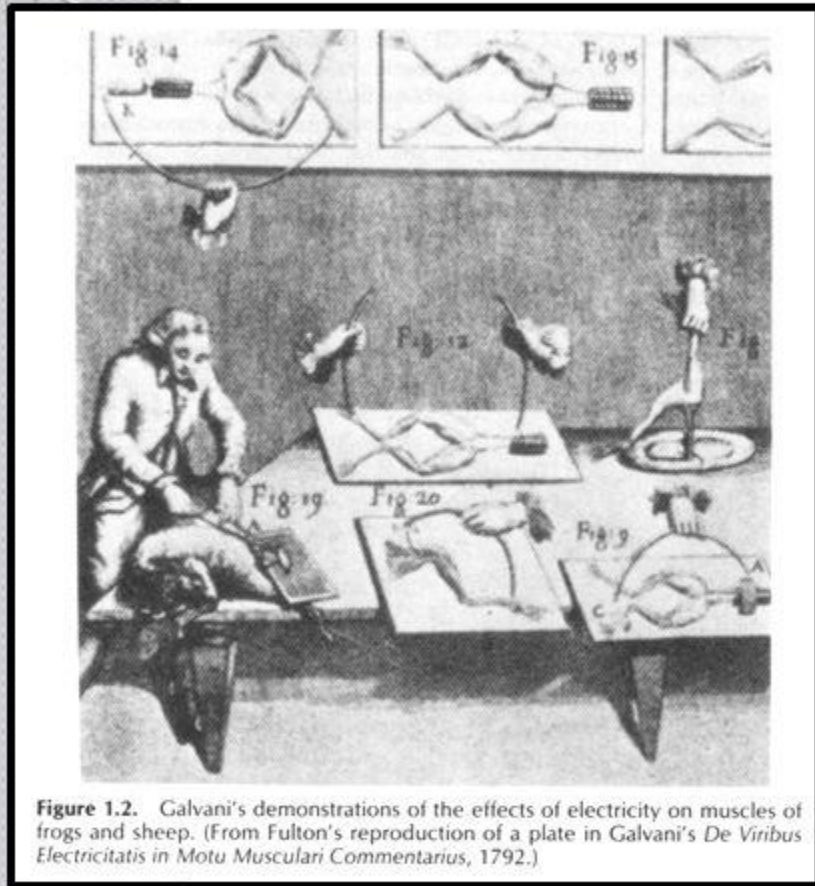 Fig: 14
Fig: 15
K
Fig: 12
Fig
Fig: 19
A
Fig 20
Fig: 9
A
C
Figure 1.2. Galvani's demonstrations of the effects of electricity on muscles of
frogs and sheep. (From Fulton's reproduction of a plate in Galvani's De Viribus
Electricitatis in Motu Musculari Commentarius, 1792.)